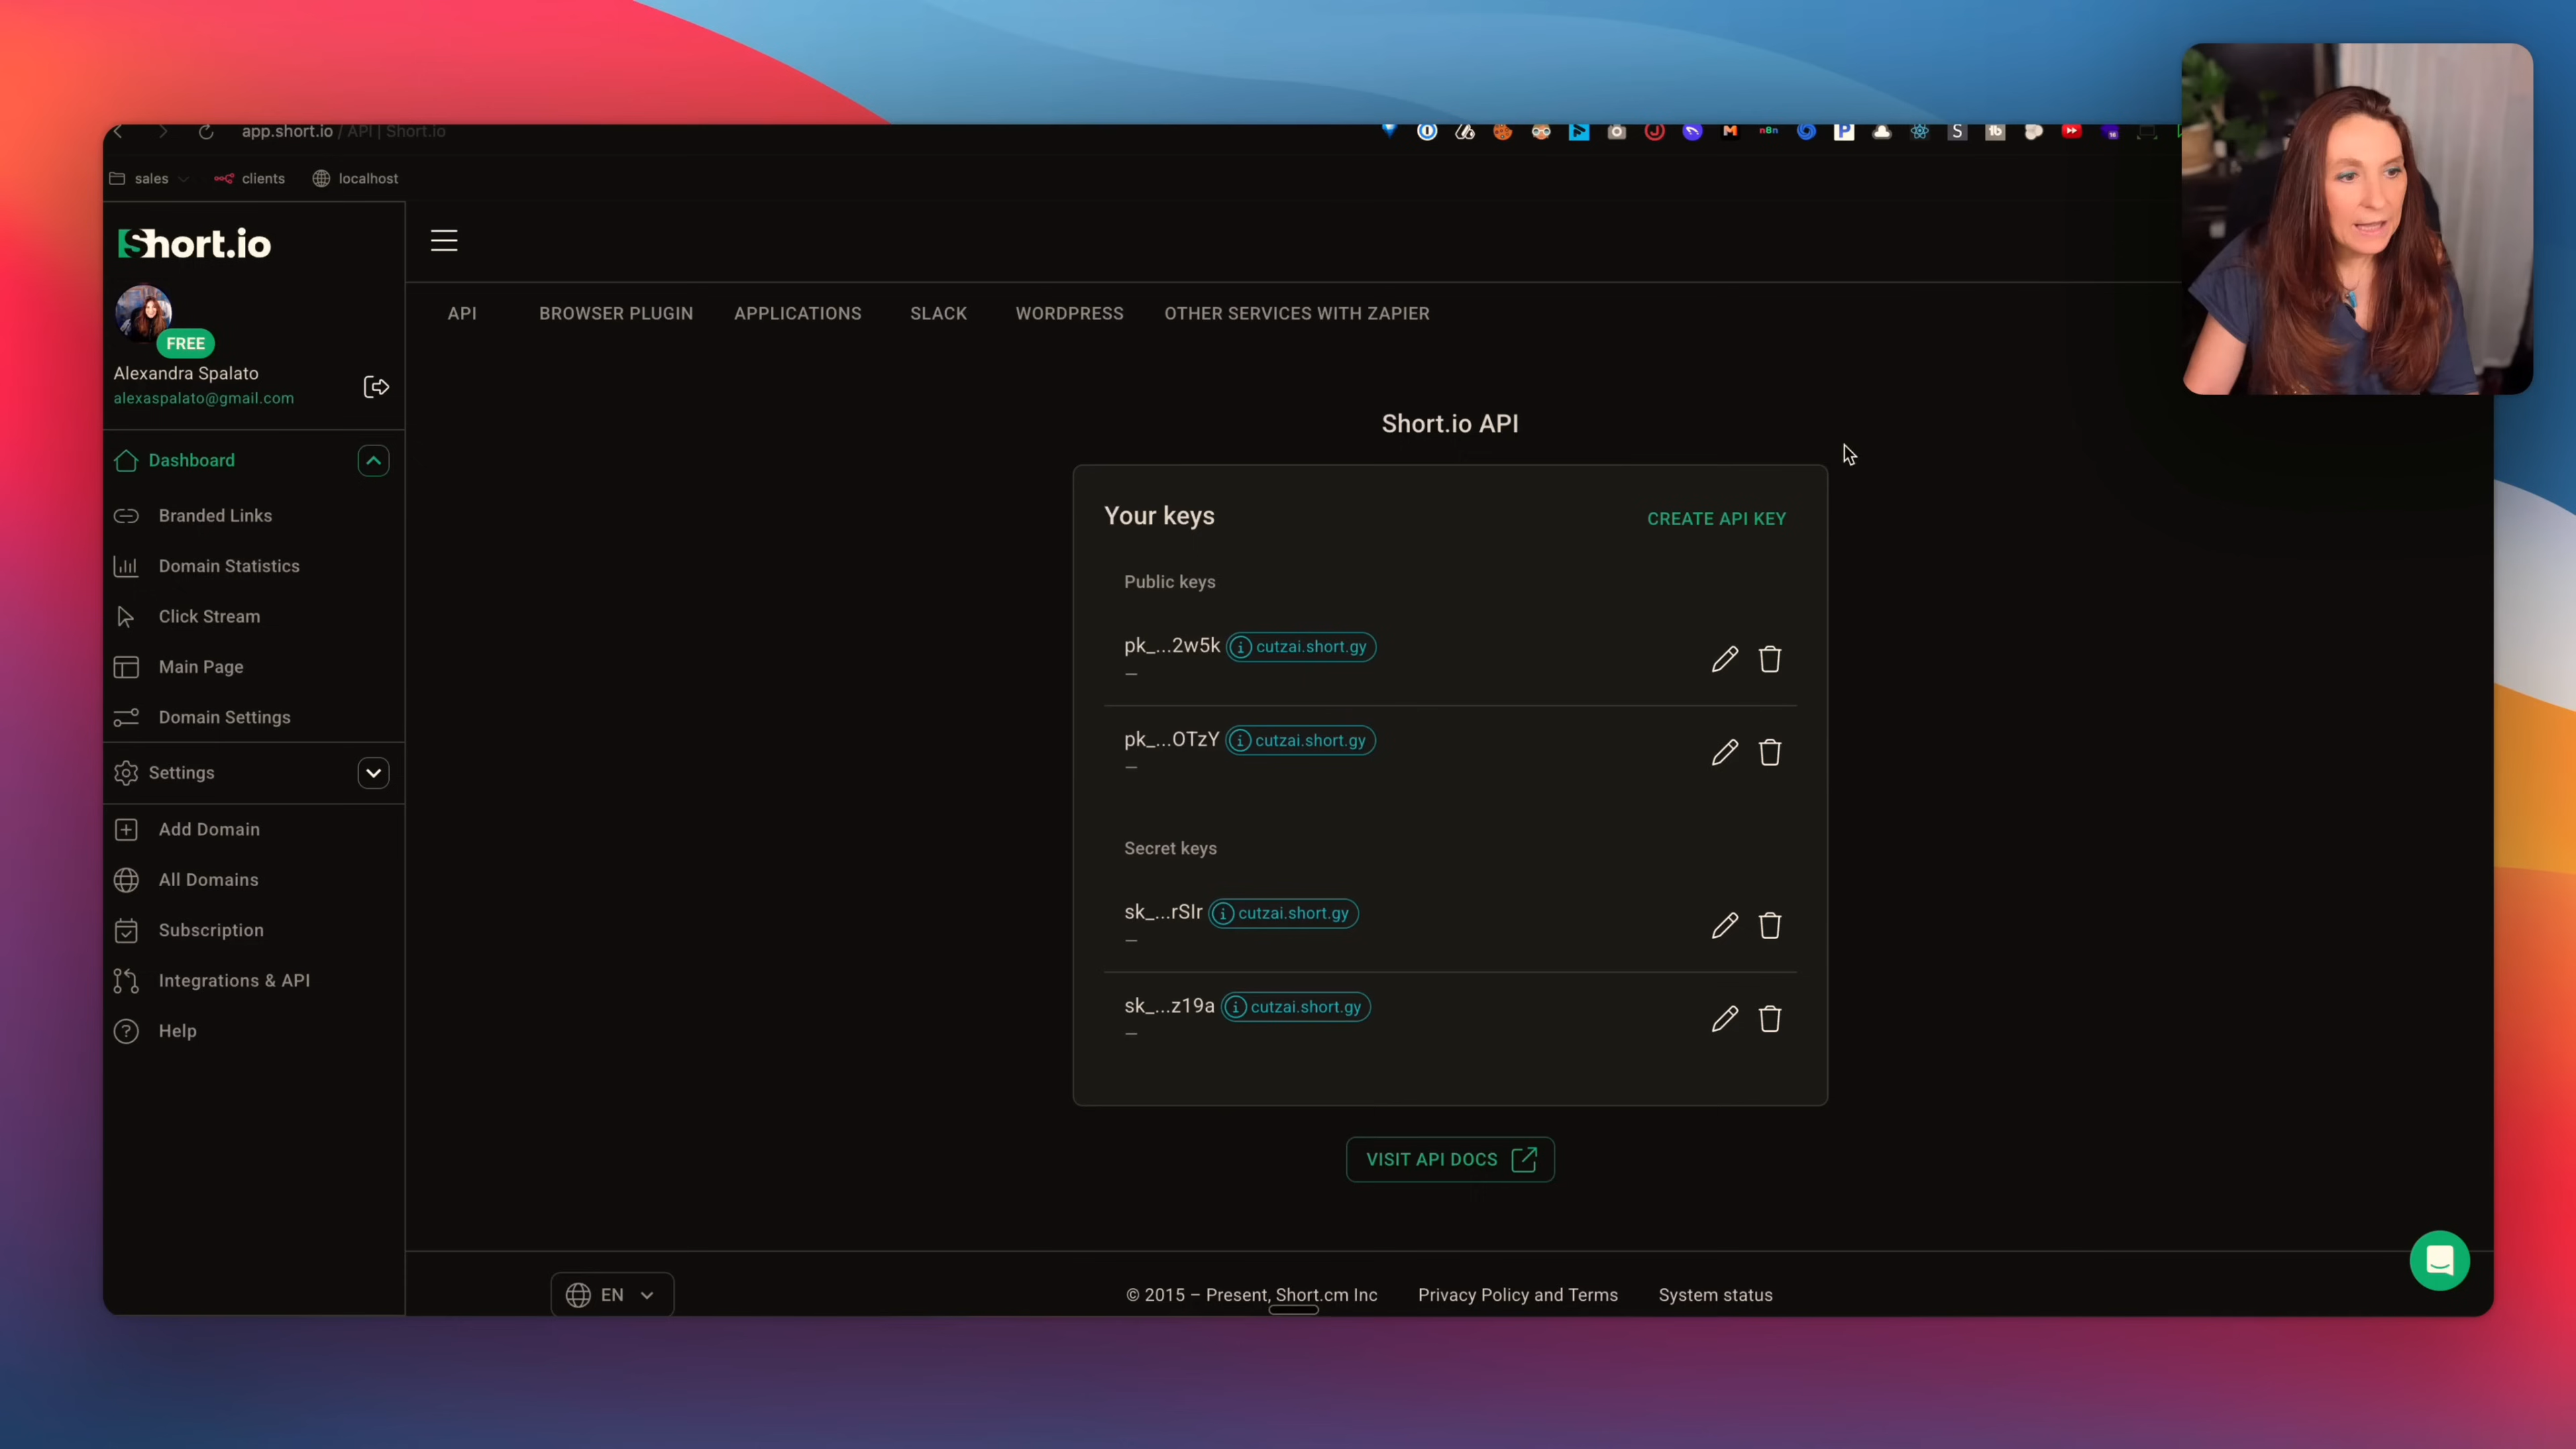 app.short.io / API | Short.io
sales
clients
localhost
n8n
Short.io
FREE
Alexandra Spalato
alexaspalato@gmail.com
Dashboard
Branded Links
Domain Statistics
Click Stream
Main Page
Domain Settings
Settings
Add Domain
All Domains
Subscription
Integrations & API
Help
API
BROWSER PLUGIN
APPLICATIONS
SLACK
WORDPRESS
OTHER SERVICES WITH ZAPIER
Short.io API
Your keys
CREATE API KEY
Public keys
pk_...2w5k
cutzai.short.gy
–
pk_...OTzY
cutzai.short.gy
–
Secret keys
sk_...rSIr
cutzai.short.gy
–
sk_...z19a
cutzai.short.gy
–
VISIT API DOCS
EN
© 2015 – Present, Short.cm Inc
Privacy Policy and Terms
System status